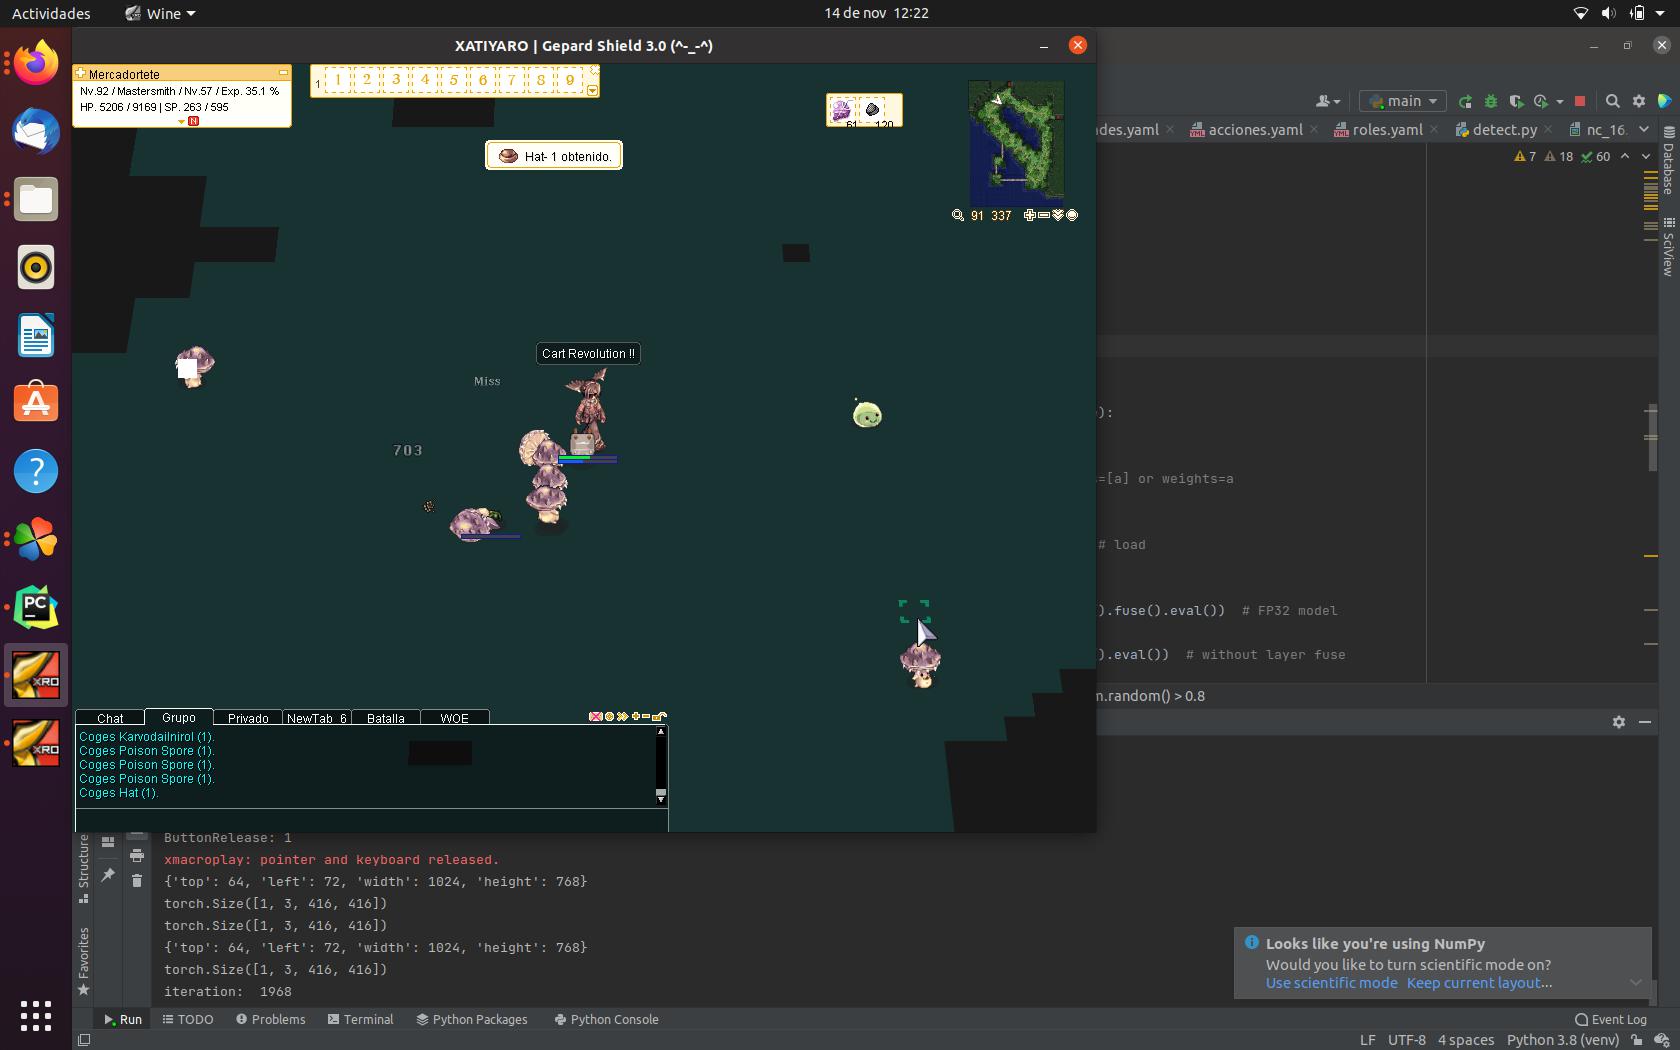 Actividades
Wine
14 de nov 12:22
XATIYARO | Gepard Shield 3.0 (^-_-^)
Mercadortete
Nv.92 / Mastersmith / Nv.57 / Exp. 35.1 %
HP. 5206 / 9169 | SP. 263 / 595
N
1
1 2 3 4 5 6 7 8 9
61 120
Hat- 1 obtenido.
91 337
Cart Revolution !!
Miss
703
main
des.yaml
acciones.yaml
roles.yaml
detect.py
nc_16.
7
18
60
Database
SciView
):
=[a] or weights=a
# load
).fuse().eval()) # FP32 model
).eval()) # without layer fuse
m.random() > 0.8
Chat
Grupo
Privado
NewTab_6
Batalla
WOE
Coges Karvodailnirol (1).
Coges Poison Spore (1).
Coges Poison Spore (1).
Coges Poison Spore (1).
Coges Hat (1).
PC
XRO
XRO
Structure
Favorites
ButtonRelease: 1
xmacroplay: pointer and keyboard released.
{'top': 64, 'left': 72, 'width': 1024, 'height': 768}
torch.Size([1, 3, 416, 416])
torch.Size([1, 3, 416, 416])
{'top': 64, 'left': 72, 'width': 1024, 'height': 768}
torch.Size([1, 3, 416, 416])
iteration: 1968
Looks like you're using NumPy
Would you like to turn scientific mode on?
Use scientific mode Keep current layout...
Run
TODO
Problems
Terminal
Python Packages
Python Console
Event Log
LF UTF-8 4 spaces Python 3.8 (venv)